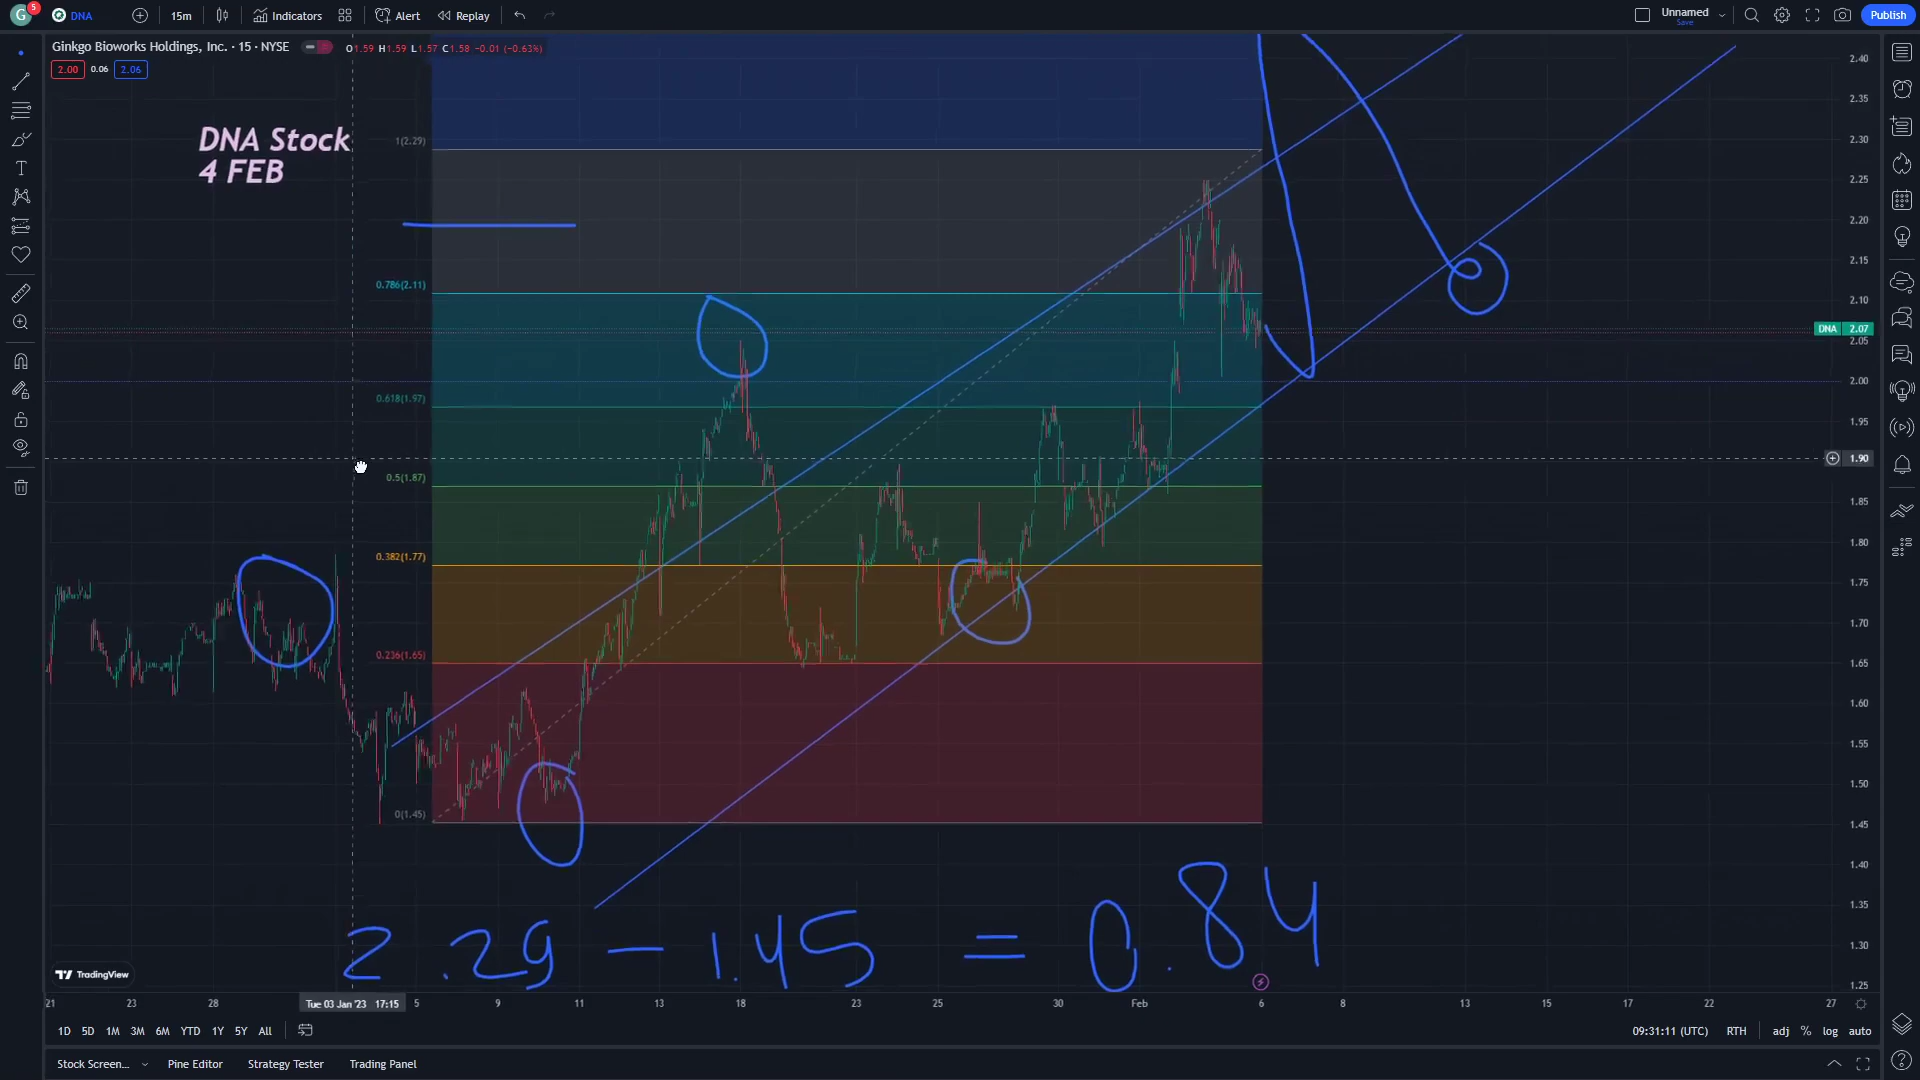 G 5 DNA 15m Indicators Alert Replay Unnamed Save Publish
Ginkgo Bioworks Holdings, Inc. · 15 · NYSE O1.59 H1.59 L1.57 C1.58 −0.01 (−0.63%)
2.00 0.06 2.06
DNA Stock
4 FEB
1(2.29)
0.786(2.11)
0.618(1.97)
0.5(1.87)
0.382(1.77)
0.236(1.65)
0(1.45)
2.40
2.35
2.30
2.25
2.20
2.15
2.10
DNA 2.07
2.05
2.00
1.95
1.90
1.85
1.80
1.75
1.70
1.65
1.60
1.55
1.50
1.45
1.40
1.35
1.30
1.25
2.29 - 1.45 = 0.84
TradingView
21 23 28 Tue 03 Jan '23 17:15 5 9 11 13 18 23 25 30 Feb 6 8 13 15 17 22 27
1D 5D 1M 3M 6M YTD 1Y 5Y All 09:31:11 (UTC) RTH adj % log auto
Stock Screen... Pine Editor Strategy Tester Trading Panel